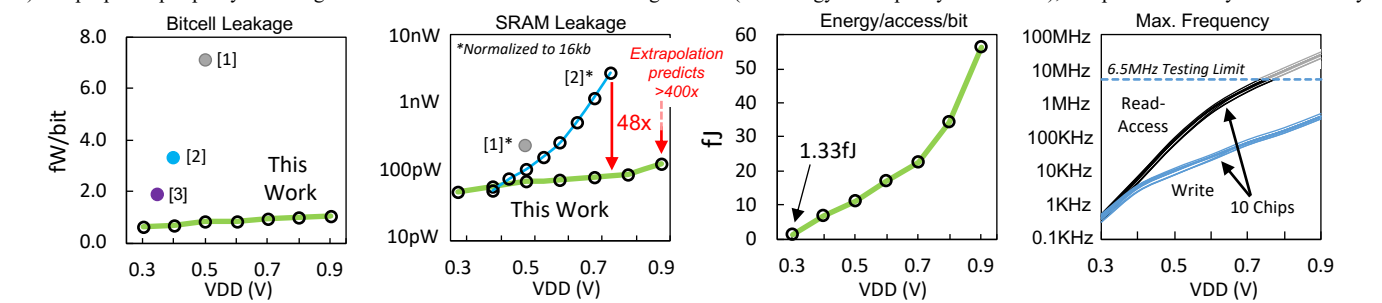 Bitcell Leakage
8.0
6.0
4.0
2.0
0.0
fW/bit
[1]
[2]
[3]
This
Work
0.3
0.5
0.7
0.9
VDD (V)
SRAM Leakage
10nW
1nW
100pW
10pW
*Normalized to 16kb
[2]*
[1]*
Extrapolation
predicts
>400x
48x
This Work
0.3
0.5
0.7
0.9
VDD (V)
Energy/access/bit
60
50
40
30
20
10
0
fJ
1.33fJ
0.3
0.5
0.7
0.9
VDD (V)
Max. Frequency
100MHz
10MHz
1MHz
100KHz
10KHz
1KHz
0.1KHz
6.5MHz Testing Limit
Read-
Access
Write
10 Chips
0.3
0.5
0.7
0.9
VDD (V)